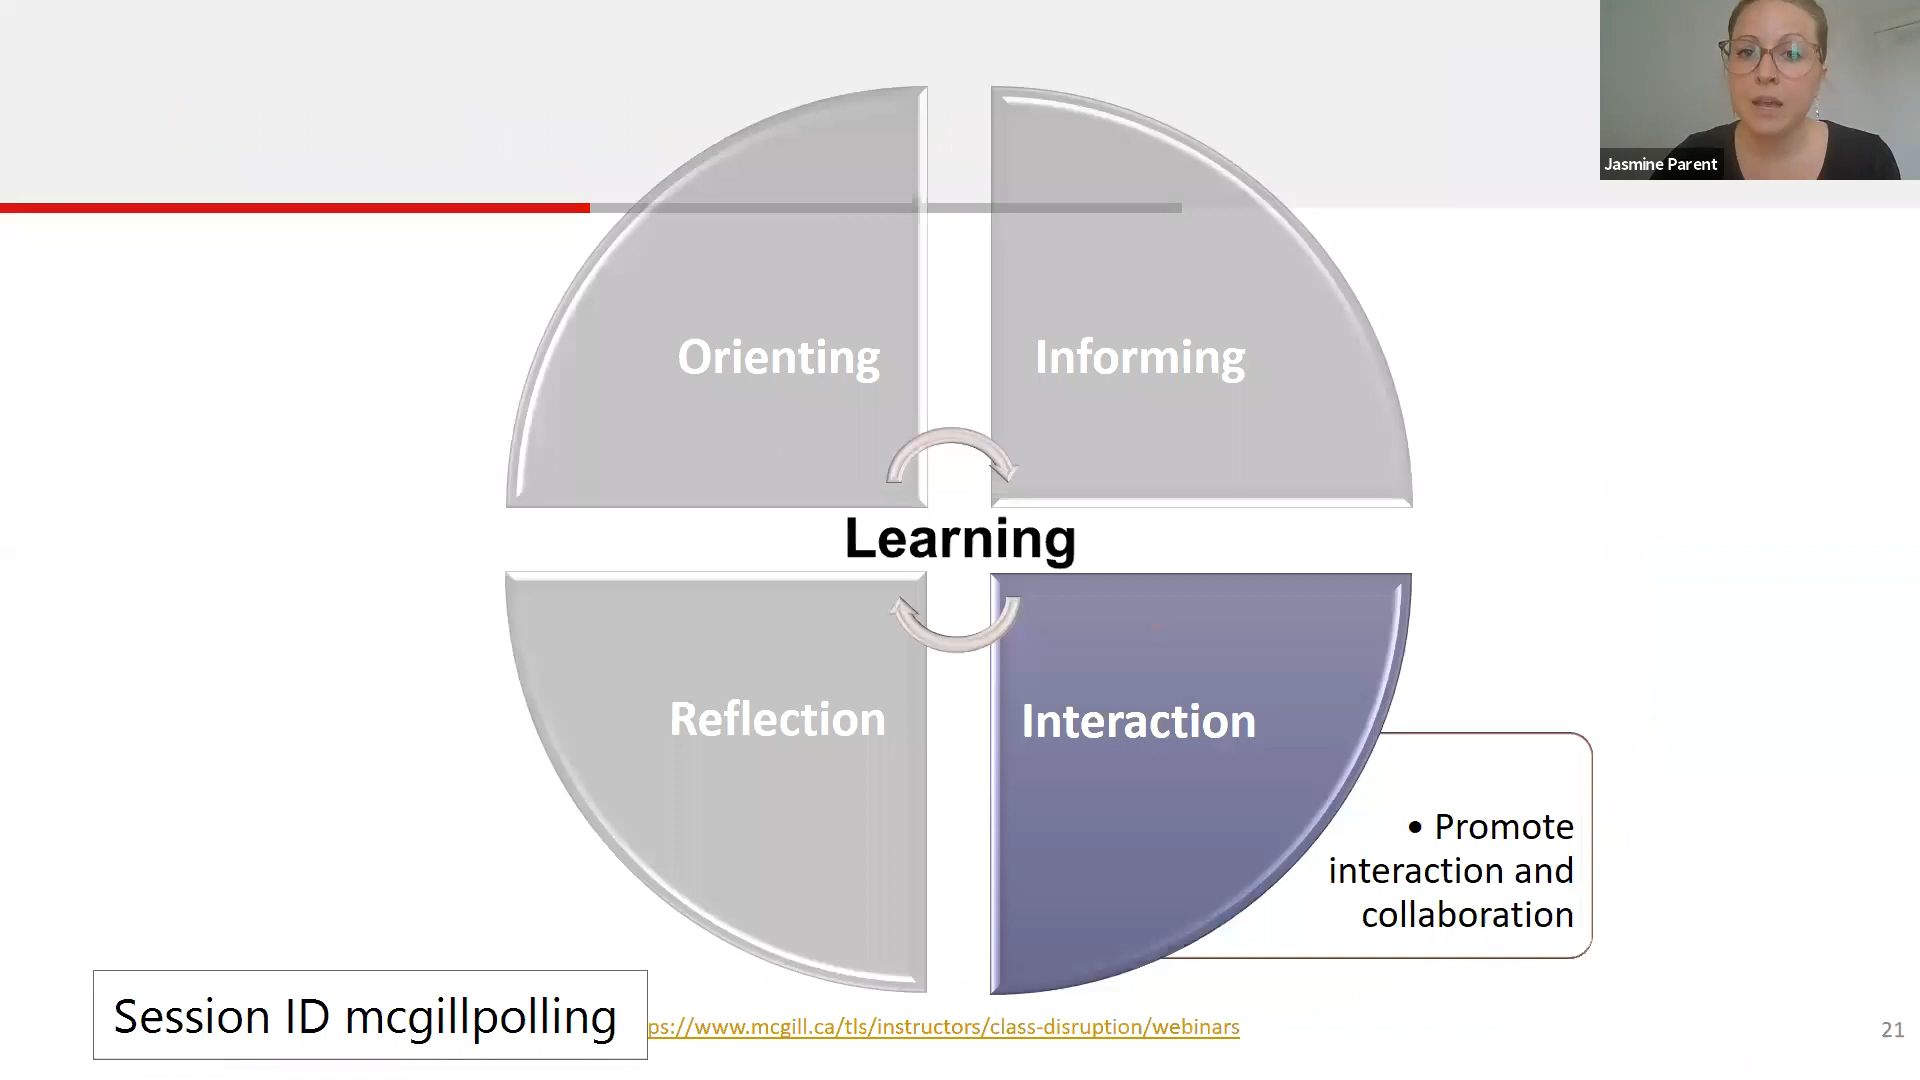 Jasmine Parent
Orienting
Informing
Learning
Reflection
Interaction
• Promote
interaction and
collaboration
Session ID mcgillpolling
ps://www.mcgill.ca/tls/instructors/class-disruption/webinars
21